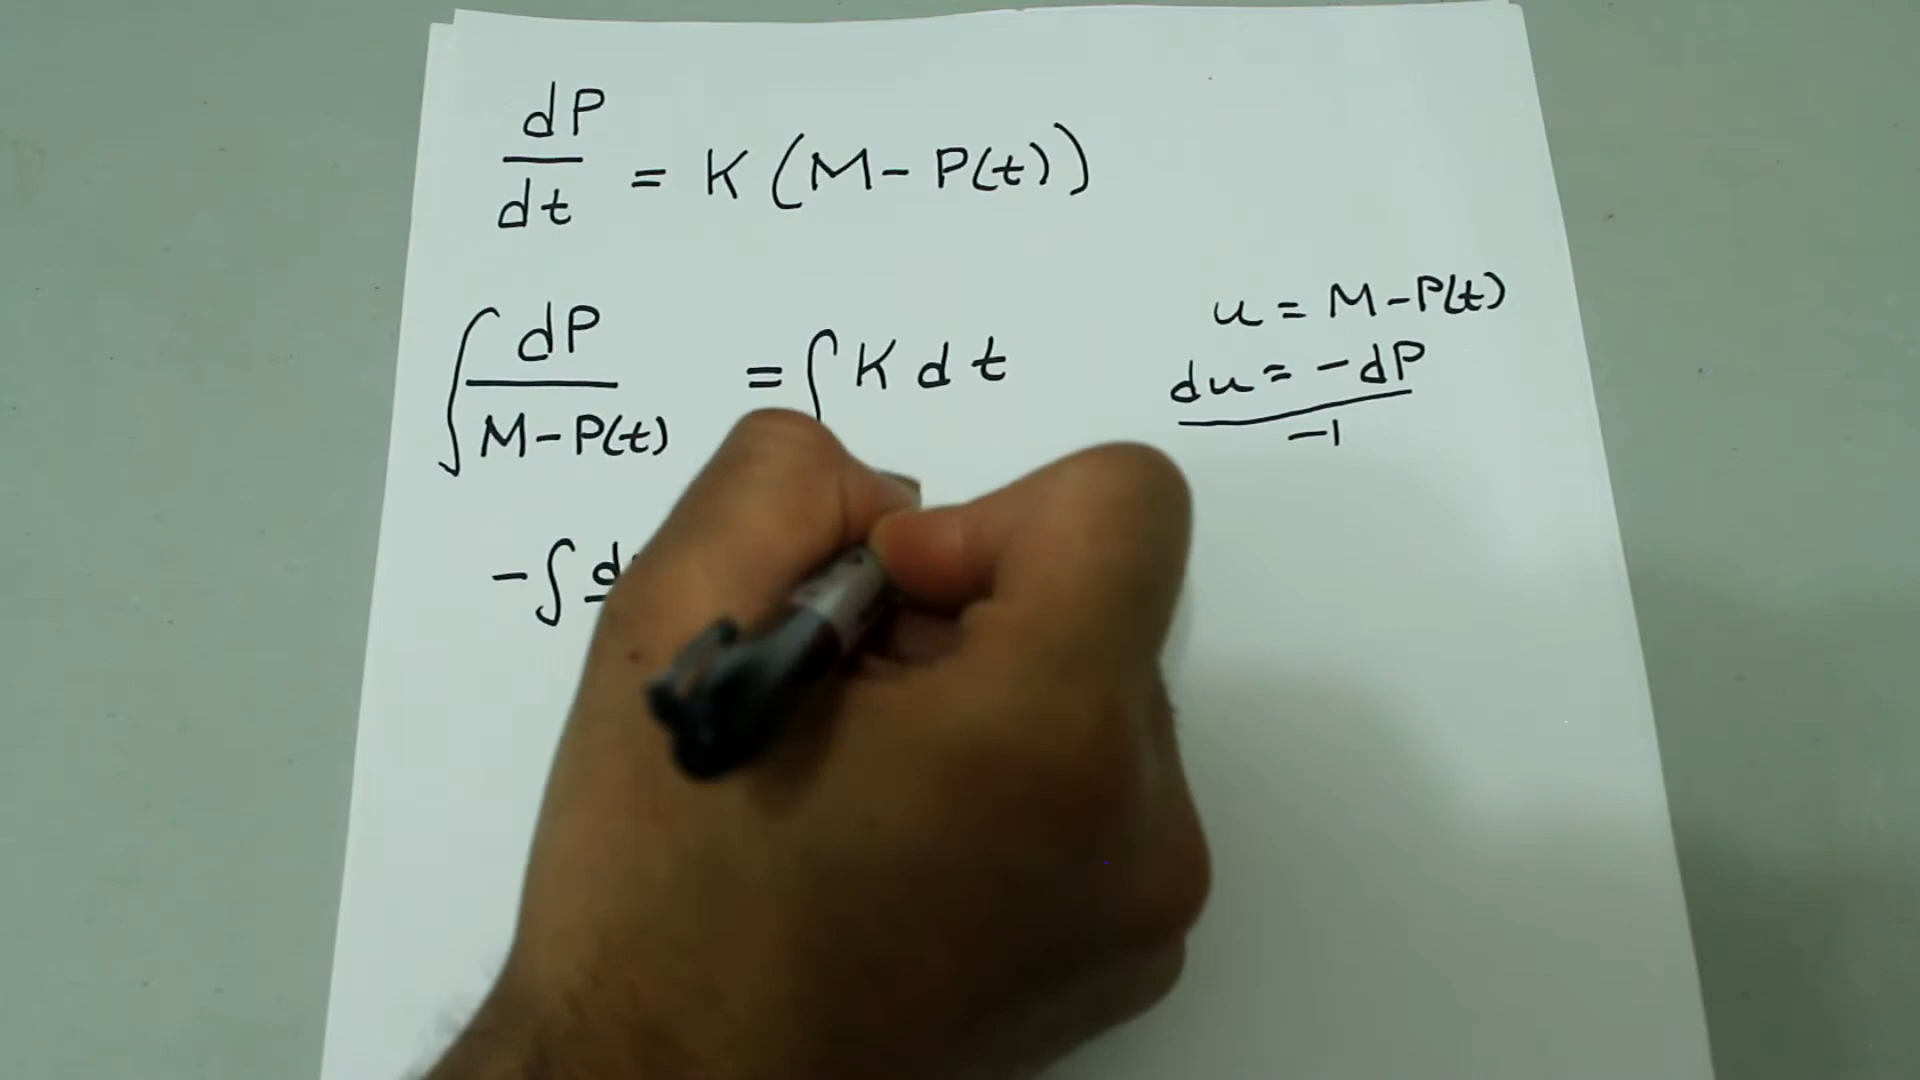 dP/dt = K(M-P(t))
∫ dP/(M-P(t)) = ∫ K dt
u = M-P(t)
du = -dP
-1
-∫ d